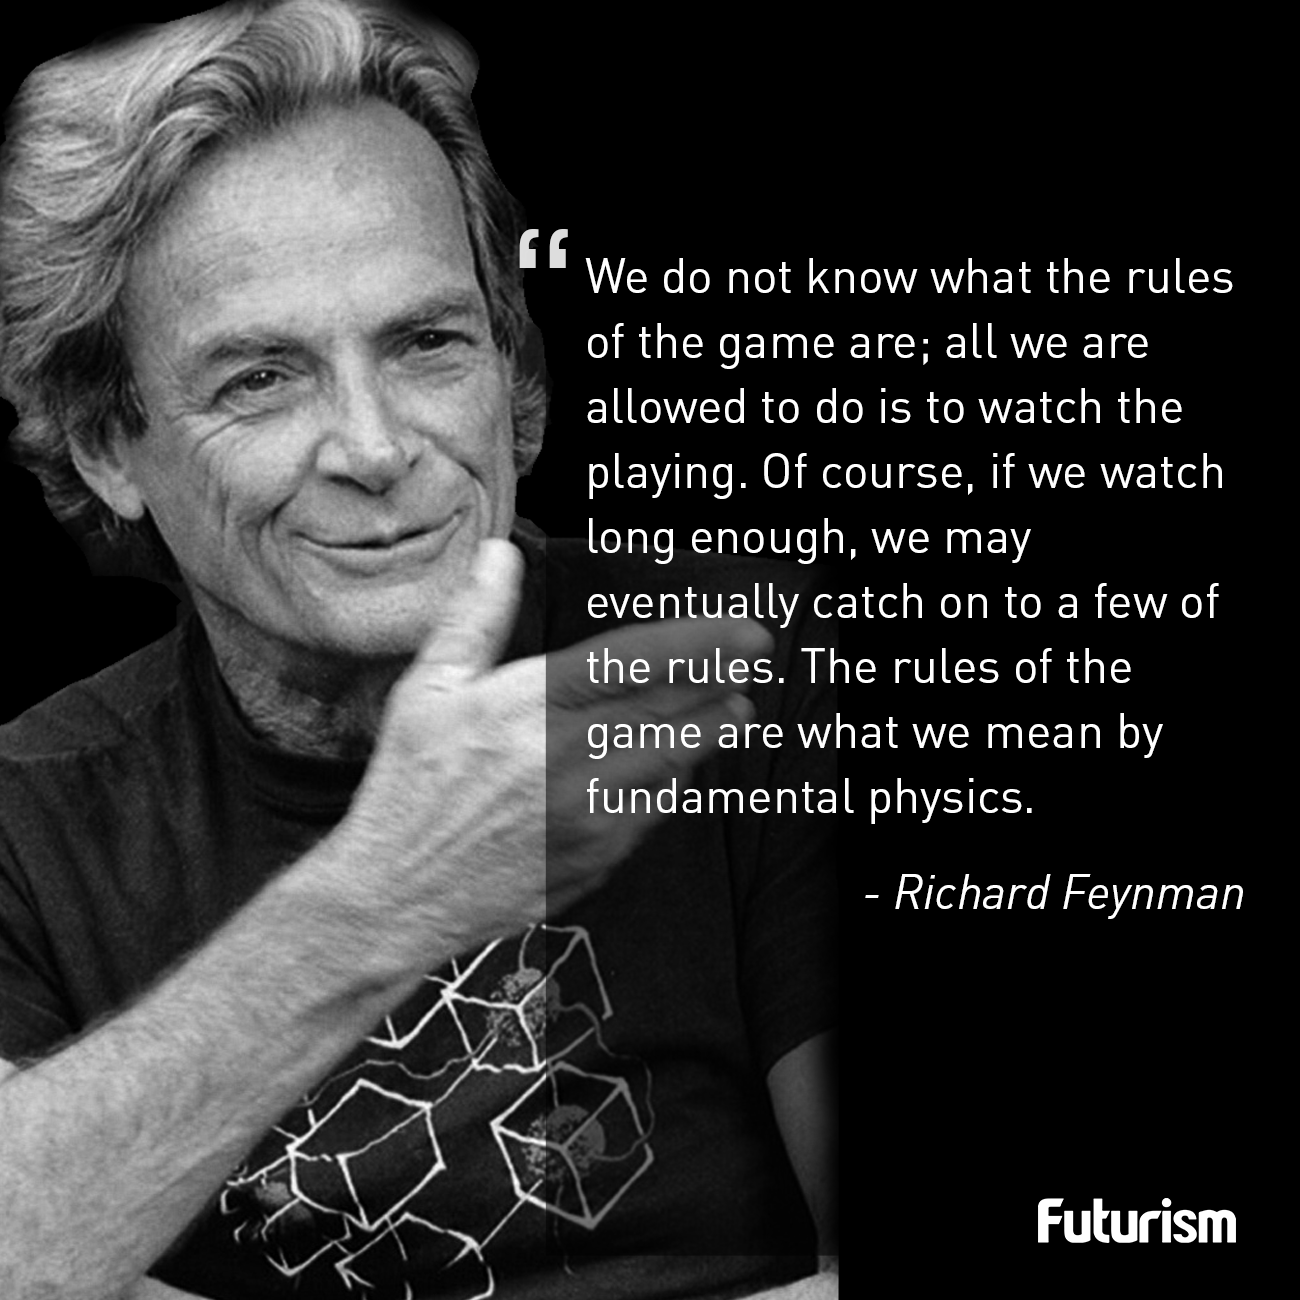 “ We do not know what the rules
of the game are; all we are
allowed to do is to watch the
playing. Of course, if we watch
long enough, we may
eventually catch on to a few of
the rules. The rules of the
game are what we mean by
fundamental physics.
- Richard Feynman
Futurism